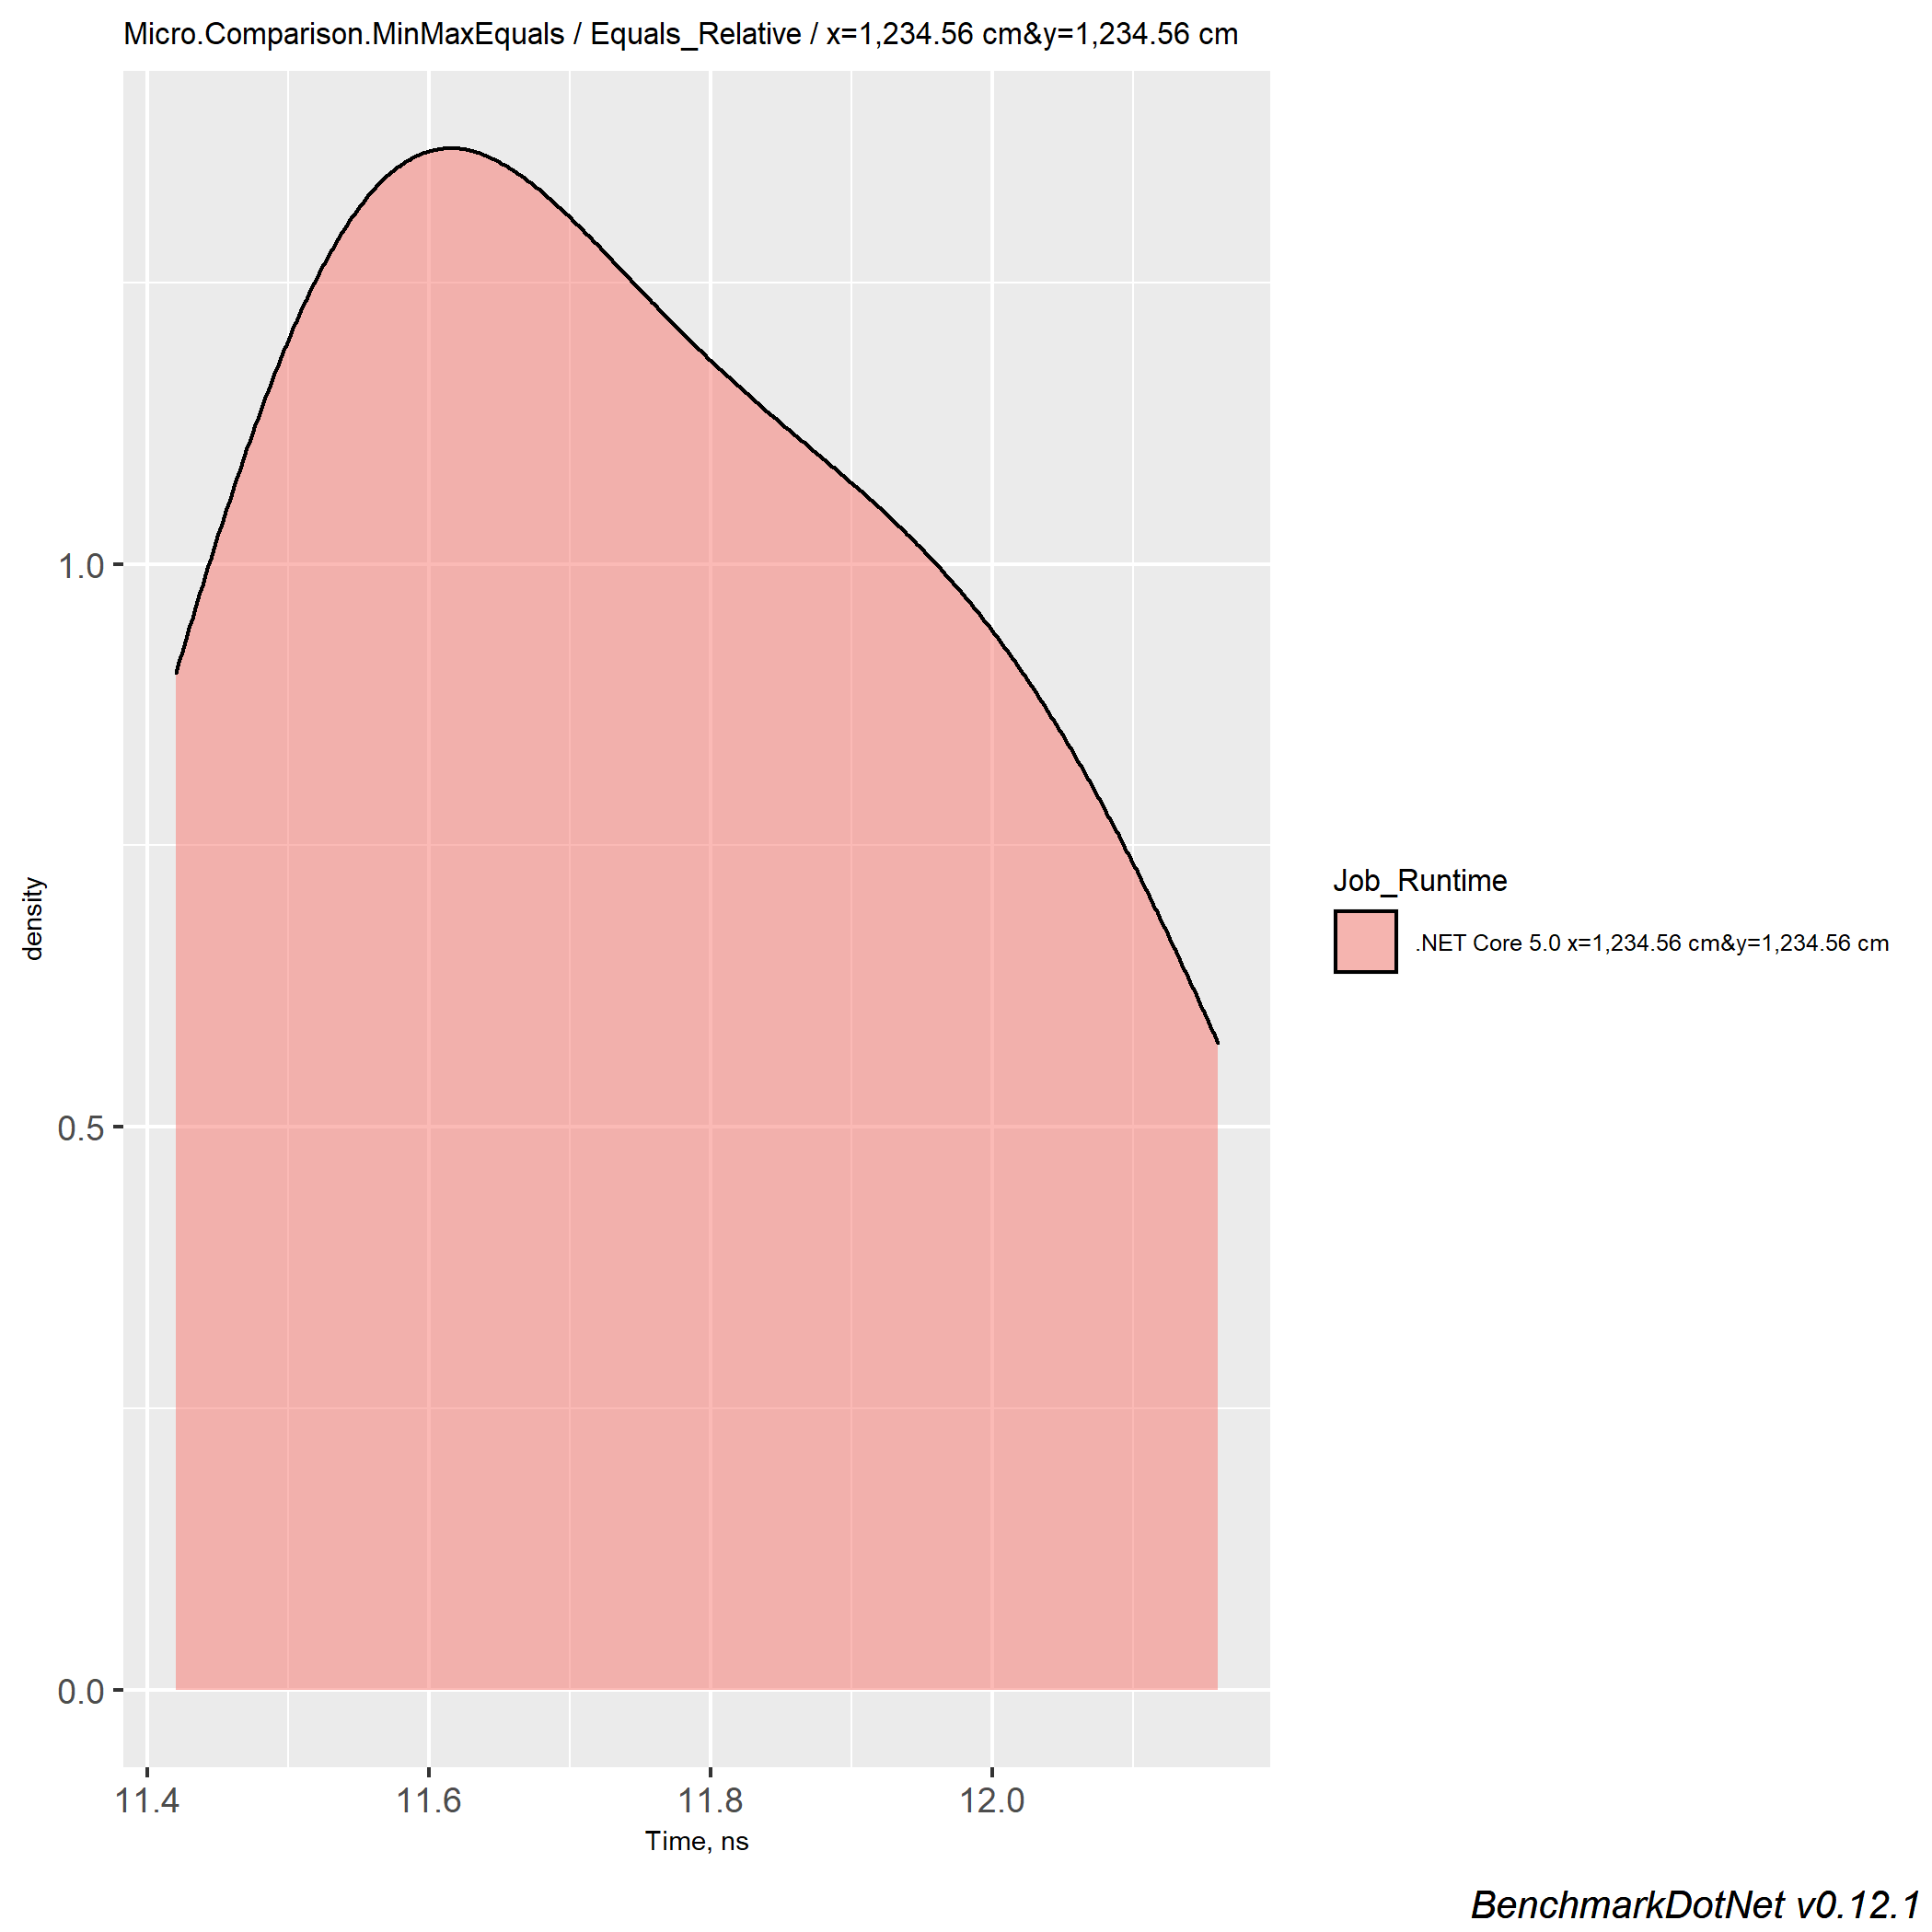 Micro.Comparison.MinMaxEquals / Equals_Relative / x=1,234.56 cm&y=1,234.56 cm
density
1.0
0.5
0.0
11.4 11.6 11.8 12.0
Time, ns
Job_Runtime
.NET Core 5.0 x=1,234.56 cm&y=1,234.56 cm
BenchmarkDotNet v0.12.1